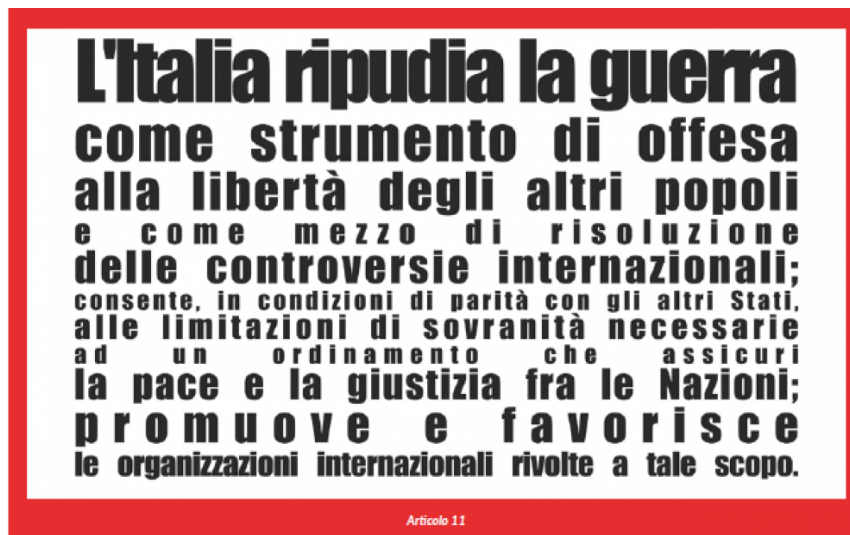 L'Italia ripudia la guerra
come strumento di offesa
alla libertà degli altri popoli
e come mezzo di risoluzione
delle controversie internazionali;
consente, in condizioni di parità con gli altri Stati,
alle limitazioni di sovranità necessarie
ad un ordinamento che assicuri
la pace e la giustizia fra le Nazioni;
promuove e favorisce
le organizzazioni internazionali rivolte a tale scopo.
Articolo 11